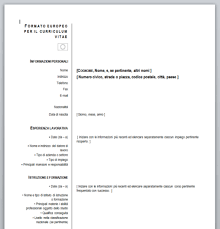 FORMATO EUROPEO
PER IL CURRICULUM
VITAE
INFORMAZIONI PERSONALI
Nome
[COGNOME, Nome, e, se pertinente, altri nomi ]
Indirizzo
[ Numero civico, strada o piazza, codice postale, città, paese ]
Telefono
Fax
E-mail
Nazionalità
Data di nascita
[ Giorno, mese, anno ]
ESPERIENZA LAVORATIVA
• Date (da – a)
[ Iniziare con le informazioni più recenti ed elencare separatamente ciascun impiego pertinente
• Nome e indirizzo del datore di
lavoro
• Tipo di azienda o settore
• Tipo di impiego
• Principali mansioni e responsabilità
ISTRUZIONE E FORMAZIONE
• Date (da – a)
[ Iniziare con le informazioni più recenti ed elencare separatamente ciascun corso pertinente
frequentato con successo. ]
• Nome e tipo di istituto di istruzione
o formazione
• Principali materie / abilità
professionali oggetto dello studio
• Qualifica conseguita
• Livello nella classificazione